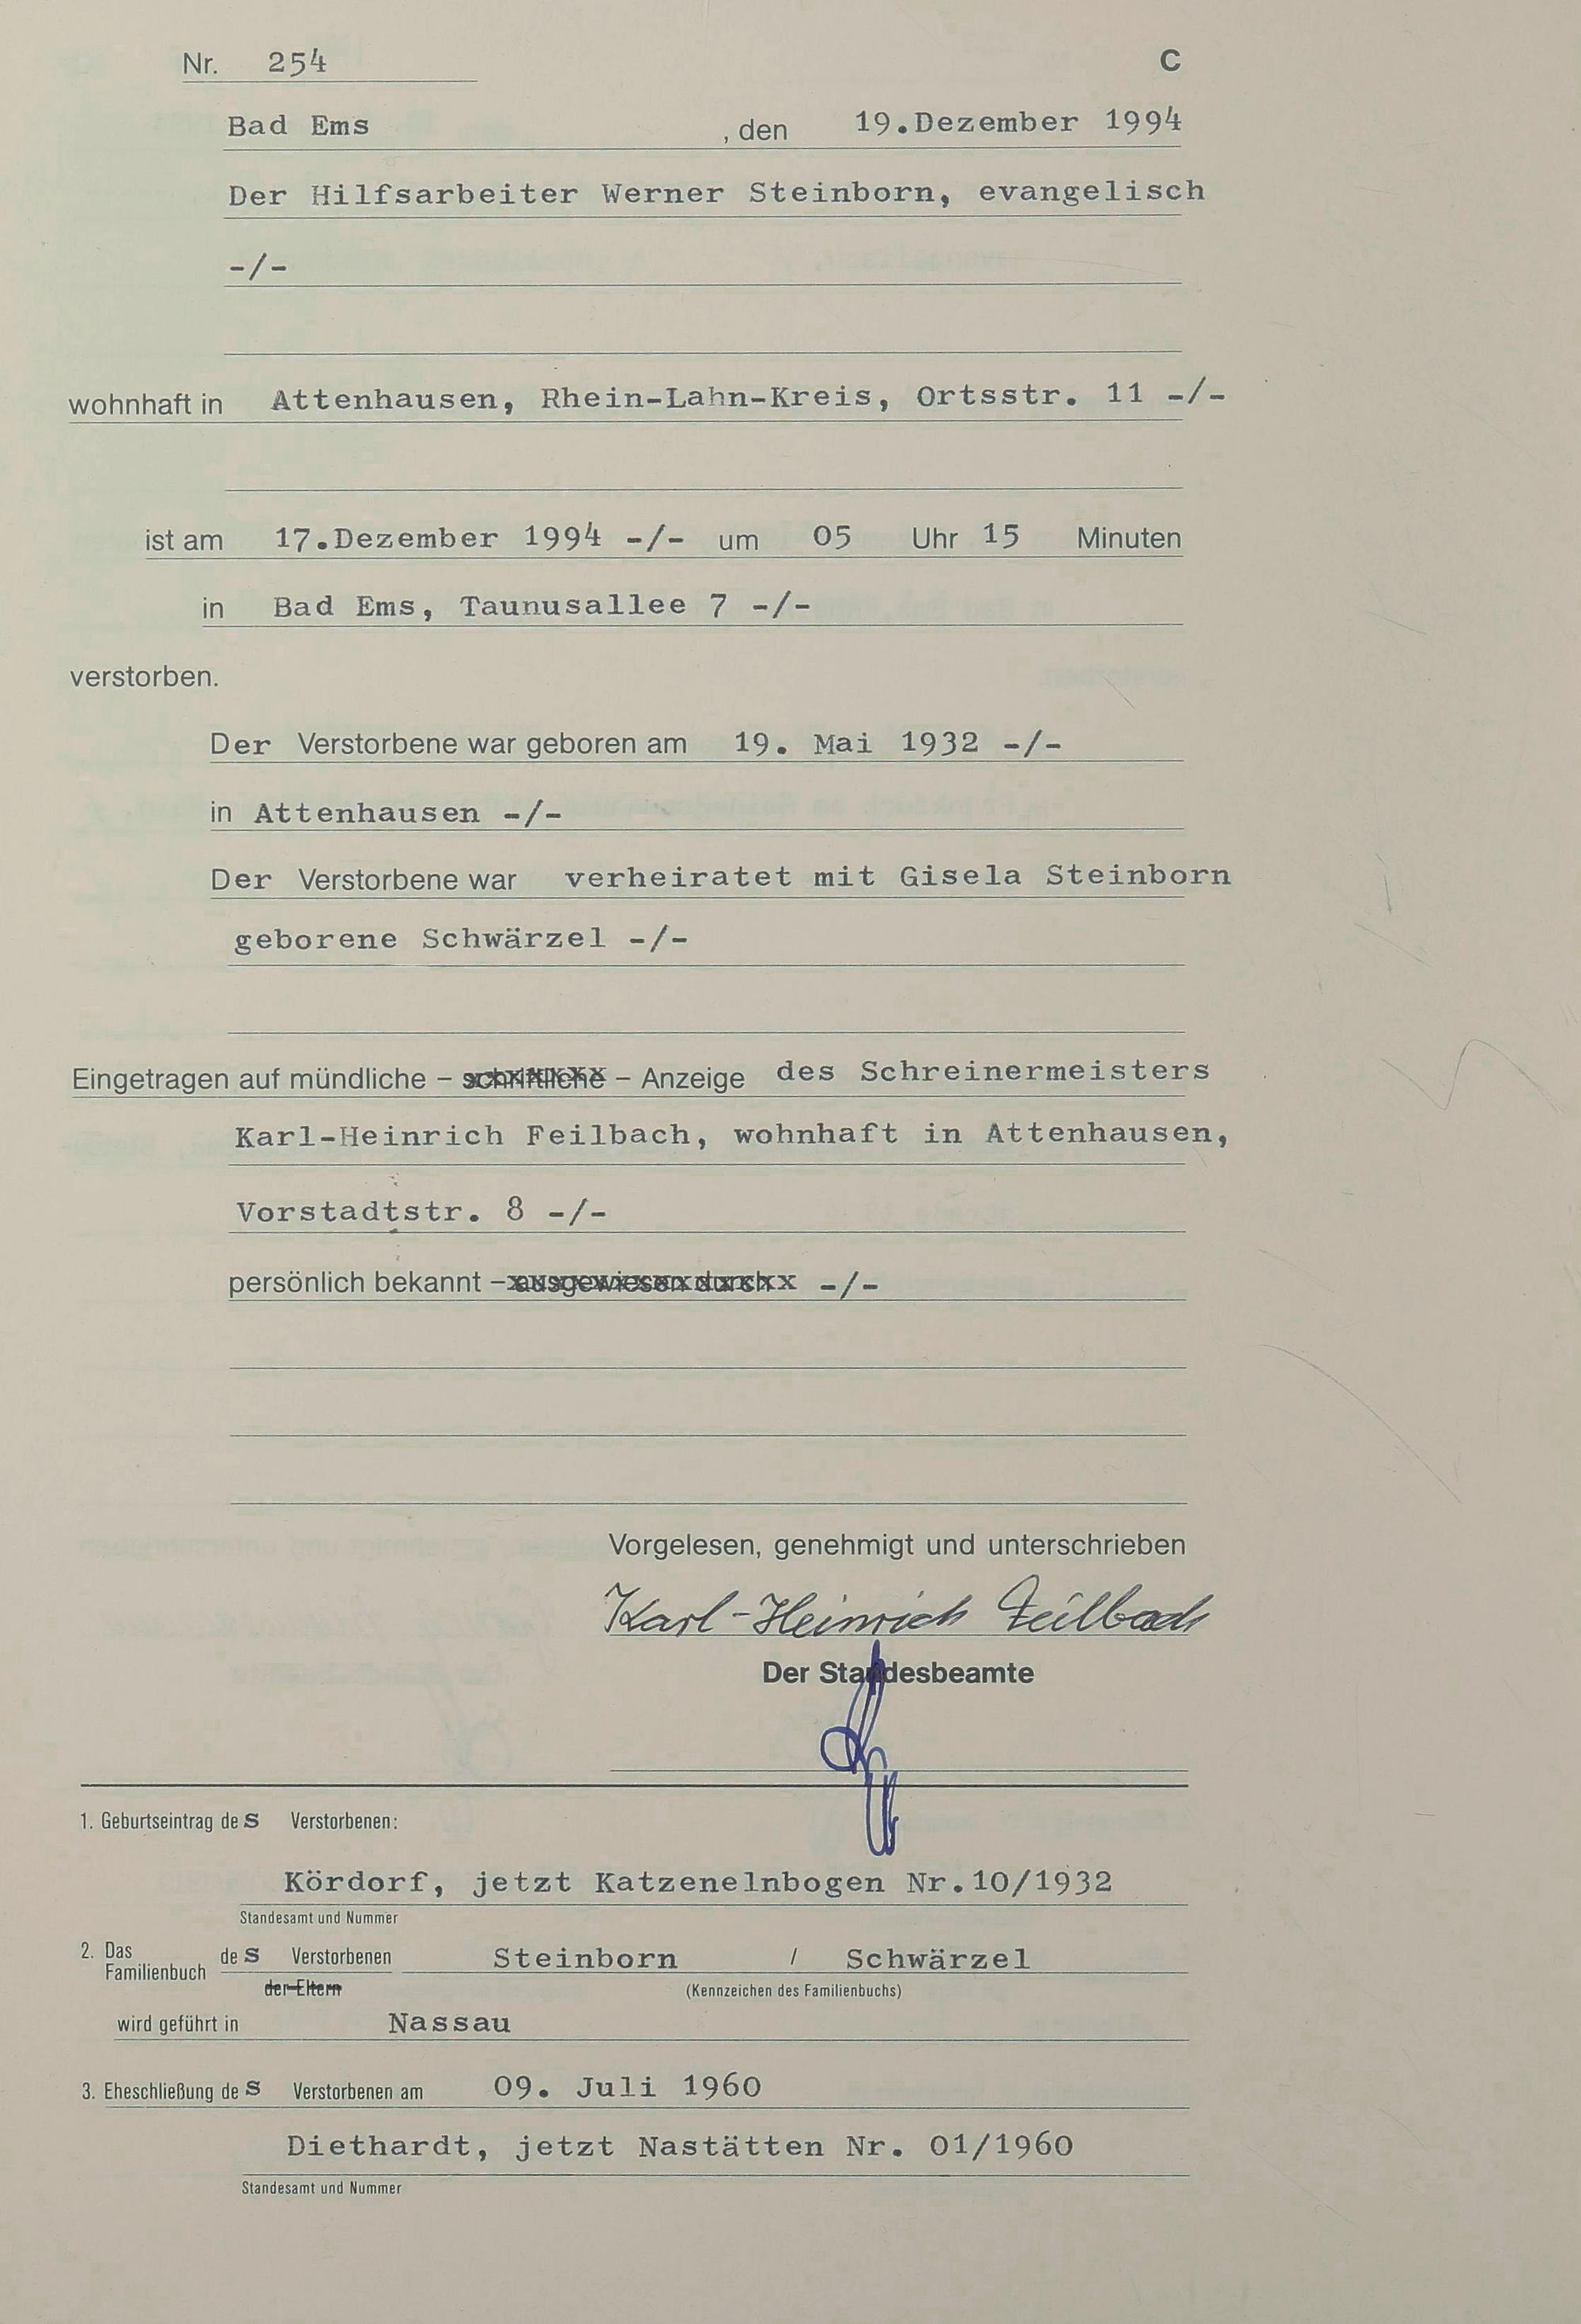 Nr. 254 C
Bad Ems , den 19.Dezember 1994
Der Hilfsarbeiter Werner Steinborn, evangelisch
-/-
wohnhaft in Attenhausen, Rhein-Lahn-Kreis, Ortsstr. 11 -/-
ist am 17.Dezember 1994 -/- um 05 Uhr 15 Minuten
in Bad Ems, Taunusallee 7 -/-
verstorben.
Der Verstorbene war geboren am 19. Mai 1932 -/-
in Attenhausen -/-
Der Verstorbene war verheiratet mit Gisela Steinborn
geborene Schwärzel -/-
Eingetragen auf mündliche – schriftliche – Anzeige des Schreinermeisters
Karl-Heinrich Feilbach, wohnhaft in Attenhausen,
Vorstadtstr. 8 -/-
persönlich bekannt – ausgewiesen durch -/-
Vorgelesen, genehmigt und unterschrieben
Karl-Heinrich Feilbach
Der Standesbeamte
1. Geburtseintrag des Verstorbenen:
Kördorf, jetzt Katzenelnbogen Nr.10/1932
Standesamt und Nummer
2. Das Familienbuch des Verstorbenen Steinborn / Schwärzel
der Eltern (Kennzeichen des Familienbuchs)
wird geführt in Nassau
3. Eheschließung des Verstorbenen am 09. Juli 1960
Diethardt, jetzt Nastätten Nr. 01/1960
Standesamt und Nummer